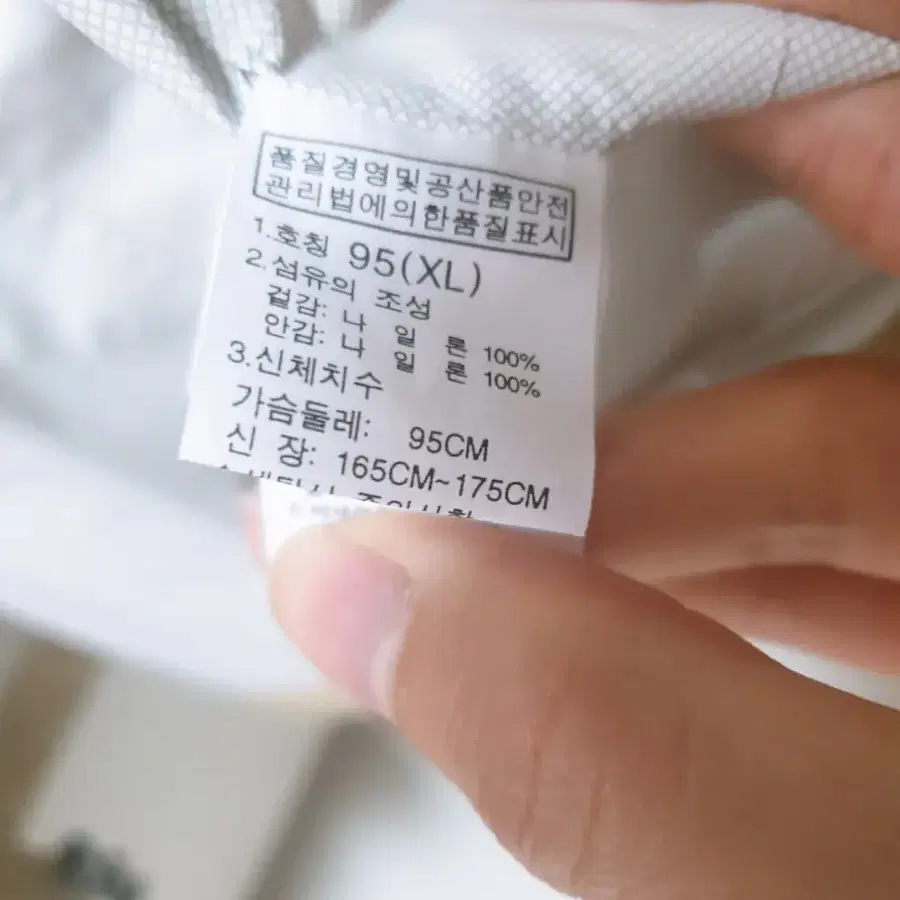 품질경영및공산품안전
관리법에의한품질표시
1.호칭 95(XL)
2.섬유의 조성
겉감: 나 일 론 100%
안감: 나 일 론 100%
3.신체치수
가슴둘레: 95CM
신 장: 165CM~175CM